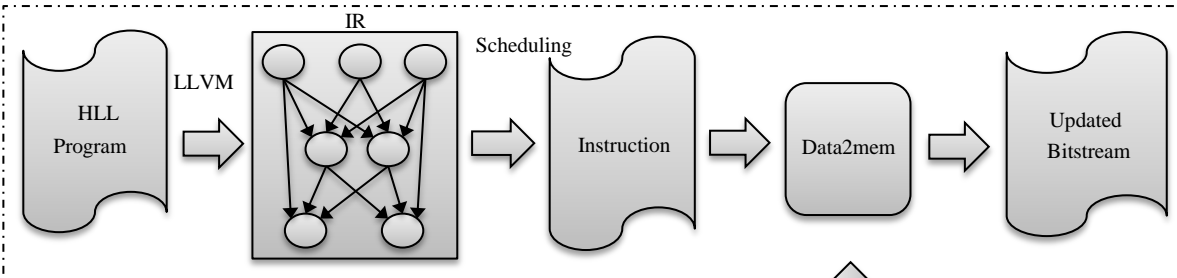 IR
Scheduling
LLVM
HLL
Program
Instruction
Data2mem
Updated
Bitstream